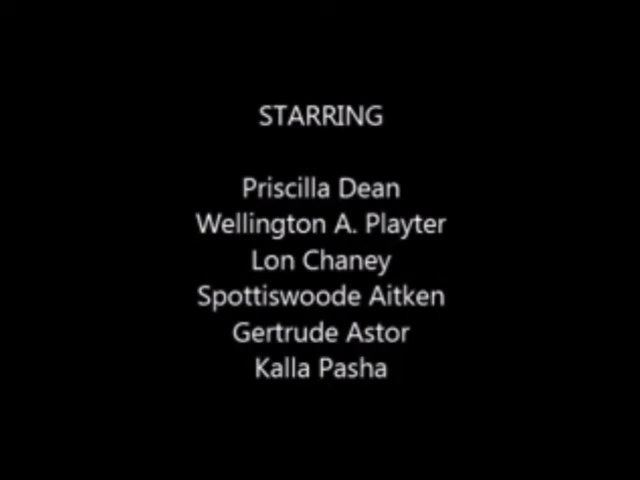 STARRING
Priscilla Dean
Wellington A. Playter
Lon Chaney
Spottiswoode Aitken
Gertrude Astor
Kalla Pasha